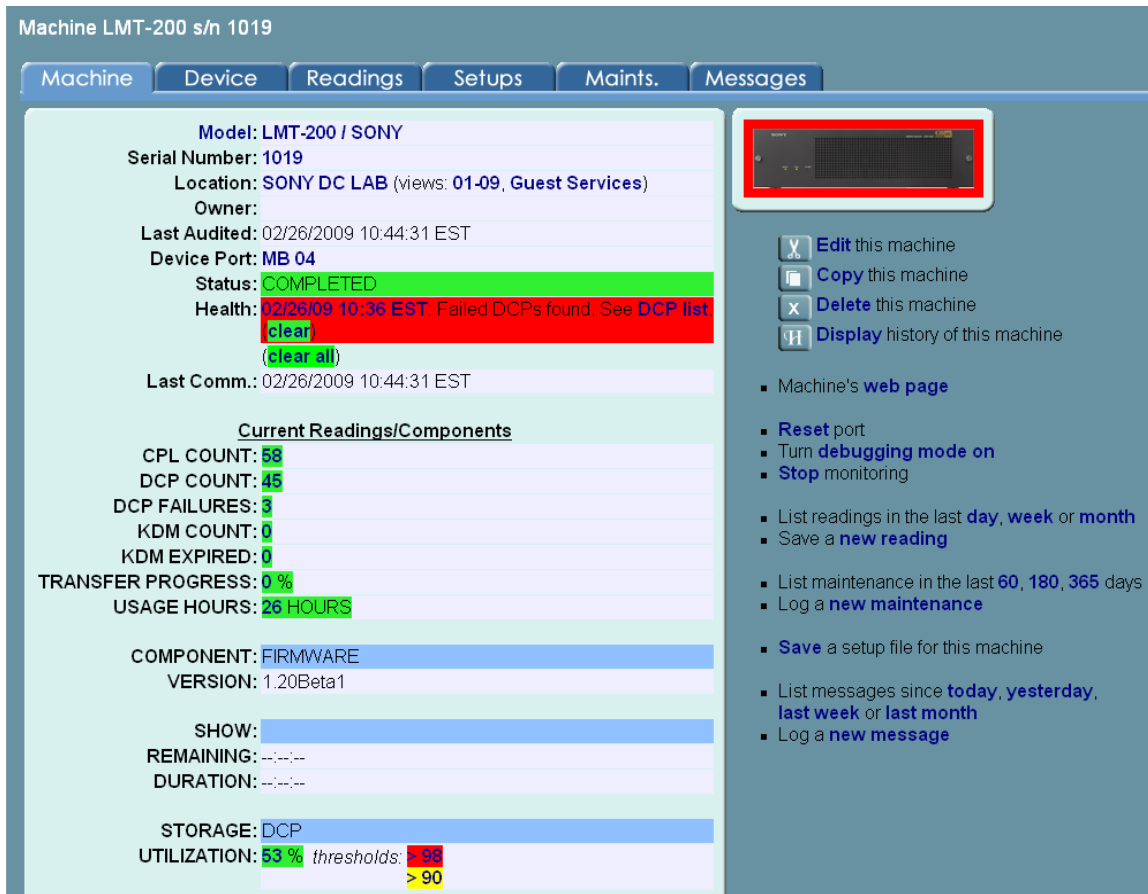 Machine LMT-200 s/n 1019
Machine Device Readings Setups Maints. Messages
Model: LMT-200 / SONY
Serial Number: 1019
Location: SONY DC LAB (views: 01-09, Guest Services)
Owner:
Last Audited: 02/26/2009 10:44:31 EST
Device Port: MB 04
Status: COMPLETED
Health: 02/26/09 10:36 EST. Failed DCPs found. See DCP list.
(clear)
(clear all)
Last Comm.: 02/26/2009 10:44:31 EST
Current Readings/Components
CPL COUNT: 58
DCP COUNT: 45
DCP FAILURES: 3
KDM COUNT: 0
KDM EXPIRED: 0
TRANSFER PROGRESS: 0 %
USAGE HOURS: 26 HOURS
COMPONENT: FIRMWARE
VERSION: 1.20Beta1
SHOW:
REMAINING: --:--:--
DURATION: --:--:--
STORAGE: DCP
UTILIZATION: 53 % thresholds: > 98
> 90
SONY
Edit this machine
Copy this machine
Delete this machine
Display history of this machine
Machine's web page
Reset port
Turn debugging mode on
Stop monitoring
List readings in the last day, week or month
Save a new reading
List maintenance in the last 60, 180, 365 days
Log a new maintenance
Save a setup file for this machine
List messages since today, yesterday,
last week or last month
Log a new message